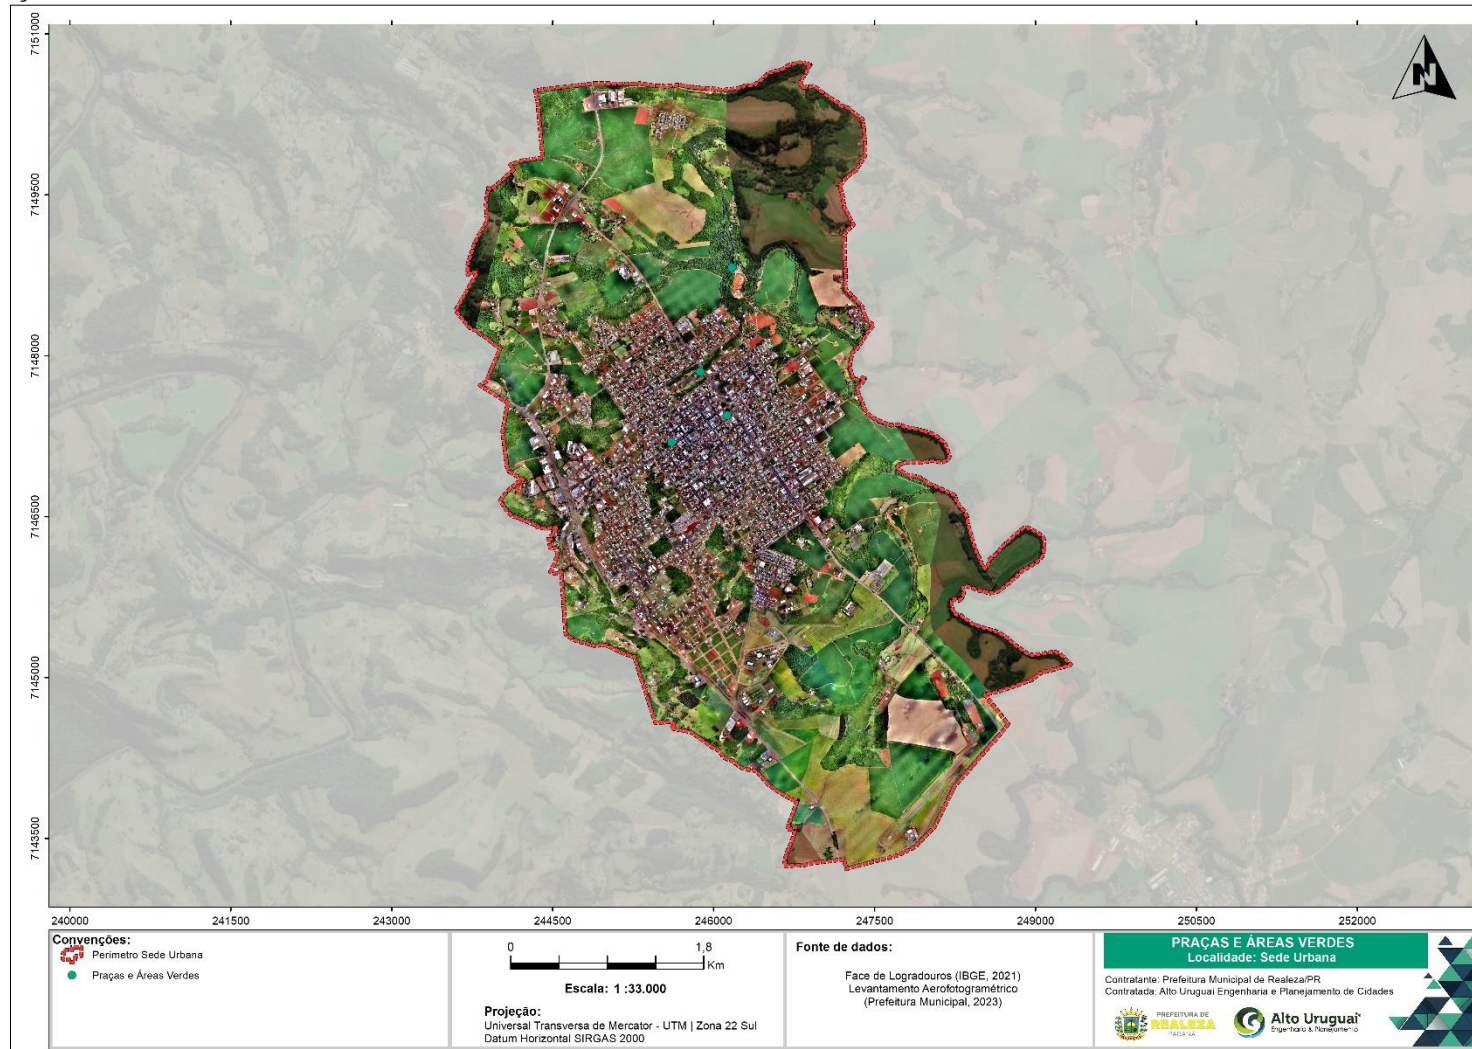 7151000
N
7149500
7148000
7146500
7145000
7143500
240000 241500 243000 244500 246000 247500 249000 250500 252000
Convenções:
Perímetro Sede Urbana
Praças e Áreas Verdes
0 1,8
Km
Escala: 1 :33.000
Projeção:
Universal Transversa de Mercator - UTM | Zona 22 Sul
Datum Horizontal SIRGAS 2000
Fonte de dados:
Face de Logradouros (IBGE, 2021)
Levantamento Aerofotogramétrico
(Prefeitura Municipal, 2023)
PRAÇAS E ÁREAS VERDES
Localidade: Sede Urbana
Contratante: Prefeitura Municipal de Realeza/PR
Contratada: Alto Uruguai Engenharia e Planejamento de Cidades
PREFEITURA DE
REALEZA
PARANÁ
Alto Uruguai
Engenharia & Planejamento